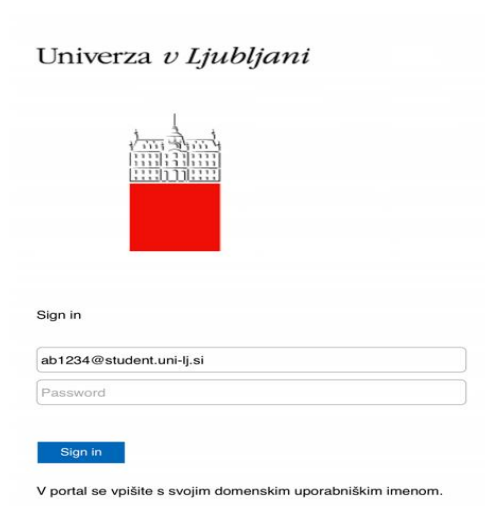 Univerza v Ljubljani
Sign in
ab1234@student.uni-lj.si
Password
Sign in
V portal se vpišite s svojim domenskim uporabniškim imenom.